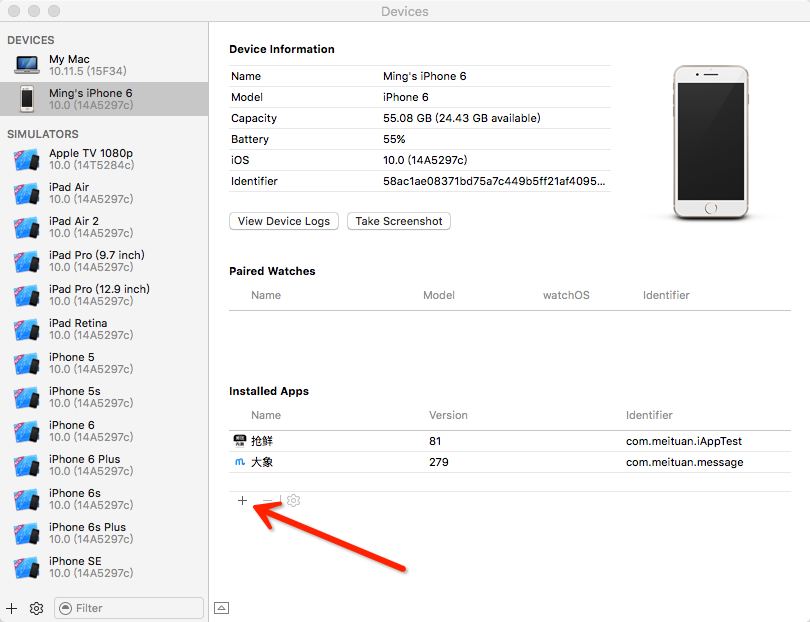 Devices
DEVICES
My Mac
10.11.5 (15F34)
Ming's iPhone 6
10.0 (14A5297c)
SIMULATORS
Apple TV 1080p
10.0 (14T5284c)
iPad Air
10.0 (14A5297c)
iPad Air 2
10.0 (14A5297c)
iPad Pro (9.7 inch)
10.0 (14A5297c)
iPad Pro (12.9 inch)
10.0 (14A5297c)
iPad Retina
10.0 (14A5297c)
iPhone 5
10.0 (14A5297c)
iPhone 5s
10.0 (14A5297c)
iPhone 6
10.0 (14A5297c)
iPhone 6 Plus
10.0 (14A5297c)
iPhone 6s
10.0 (14A5297c)
iPhone 6s Plus
10.0 (14A5297c)
iPhone SE
10.0 (14A5297c)
Filter
Device Information
Name Ming's iPhone 6
Model iPhone 6
Capacity 55.08 GB (24.43 GB available)
Battery 55%
iOS 10.0 (14A5297c)
Identifier 58ac1ae08371bd75a7c449b5ff21af4095...
View Device Logs Take Screenshot
Paired Watches
Name Model watchOS Identifier
Installed Apps
Name Version Identifier
抢鲜 81 com.meituan.iAppTest
大象 279 com.meituan.message